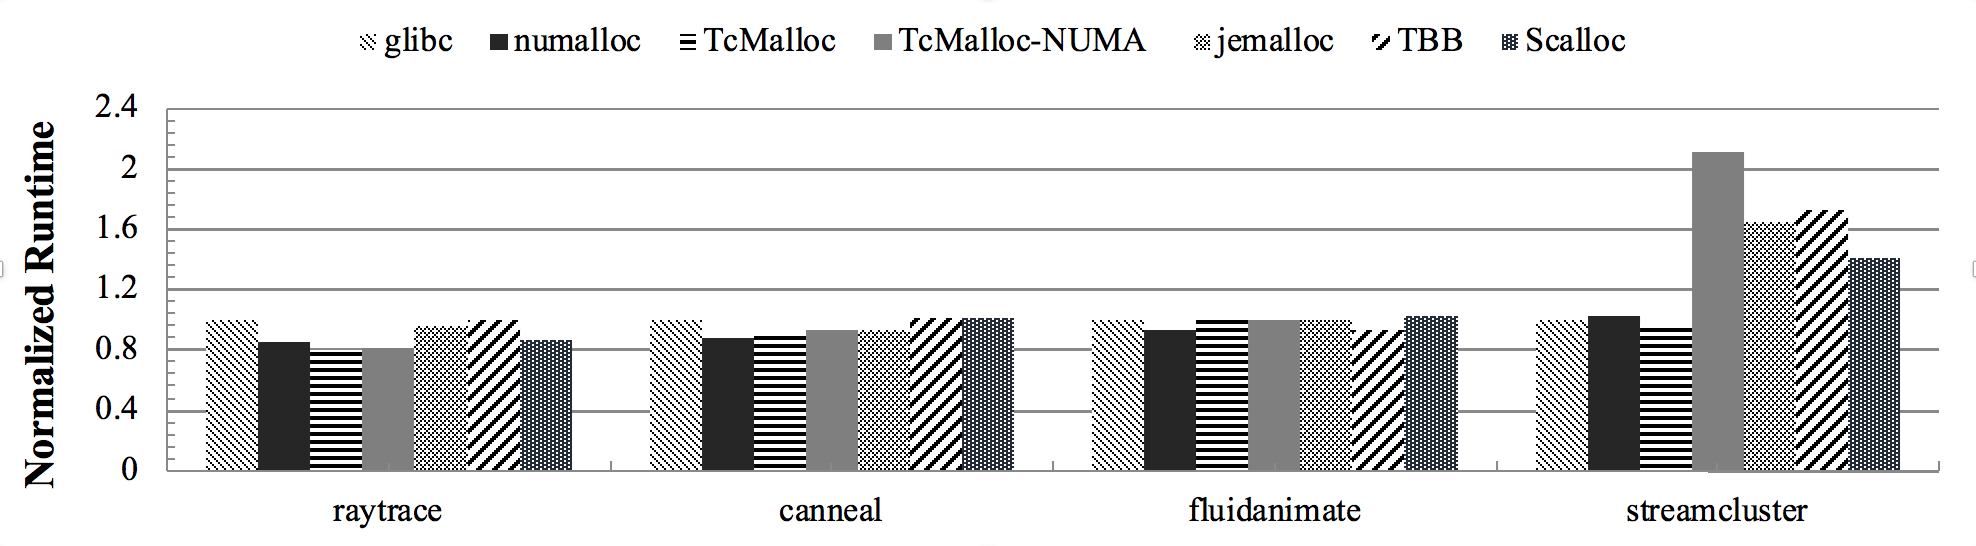 glibc numalloc TcMalloc TcMalloc-NUMA jemalloc TBB Scalloc
Normalized Runtime
2.4
2
1.6
1.2
0.8
0.4
0
raytrace canneal fluidanimate streamcluster